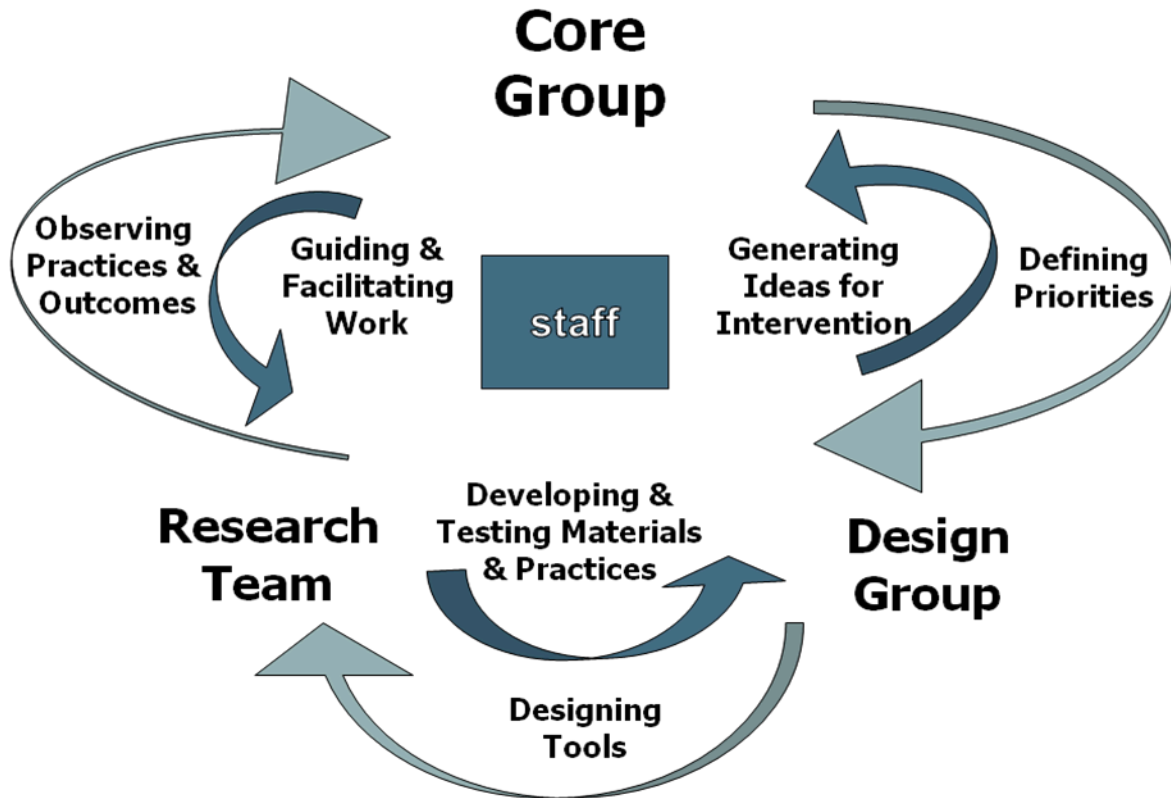 Core
Group
Observing
Practices &
Outcomes
Guiding &
Facilitating
Work
staff
Generating
Ideas for
Intervention
Defining
Priorities
Research
Team
Developing &
Testing Materials
& Practices
Design
Group
Designing
Tools